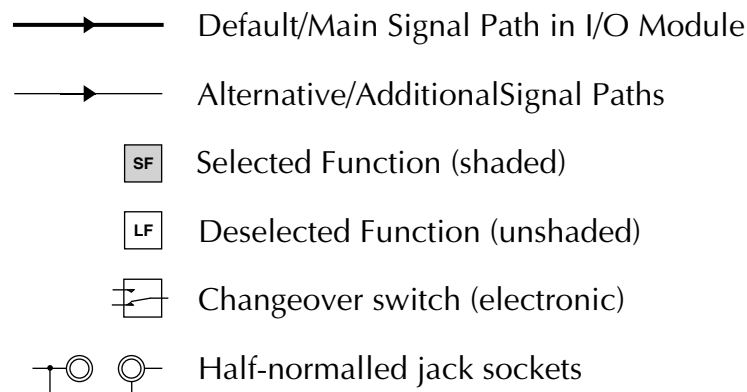 Default/Main Signal Path in I/O Module
Alternative/AdditionalSignal Paths
SF Selected Function (shaded)
LF Deselected Function (unshaded)
Changeover switch (electronic)
Half-normalled jack sockets